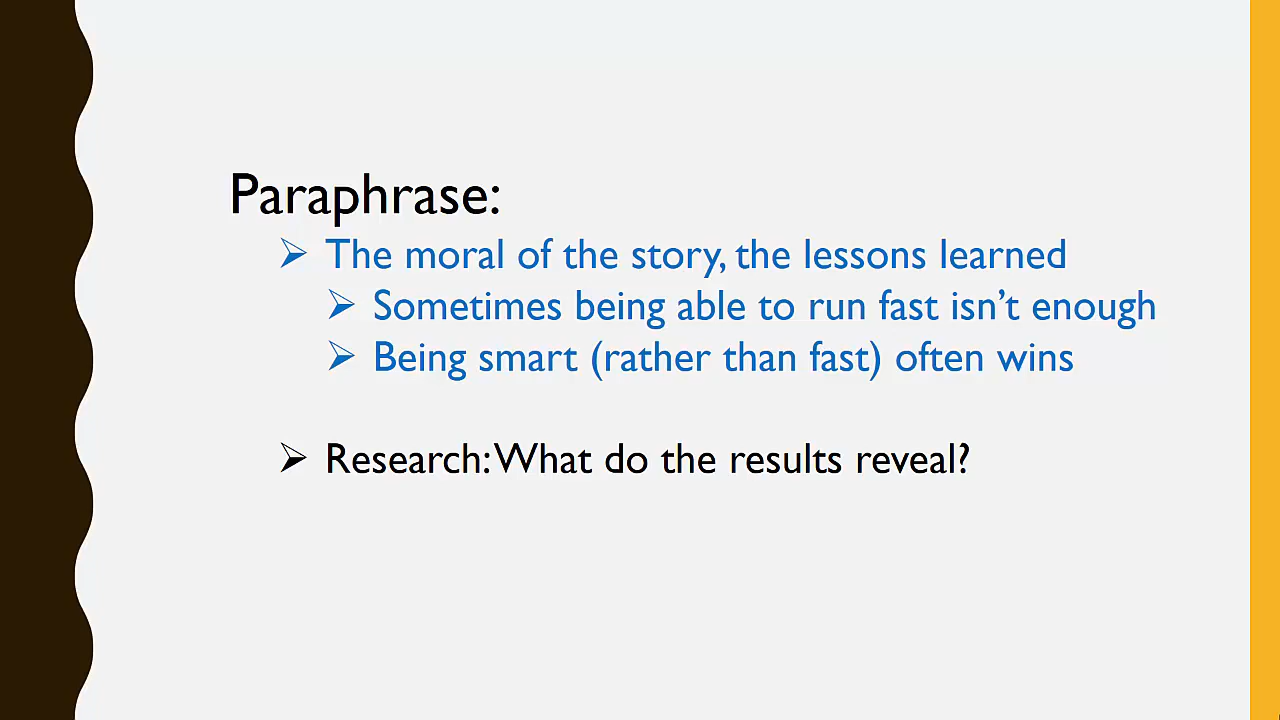 Paraphrase:
➢ The moral of the story, the lessons learned
➢ Sometimes being able to run fast isn’t enough
➢ Being smart (rather than fast) often wins
➢ Research: What do the results reveal?